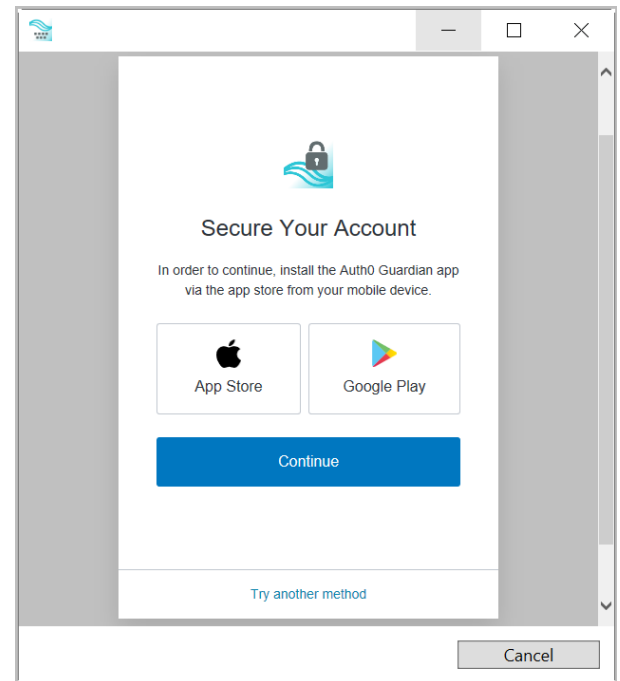 Secure Your Account
In order to continue, install the Auth0 Guardian app
via the app store from your mobile device.
App Store
Google Play
Continue
Try another method
Cancel